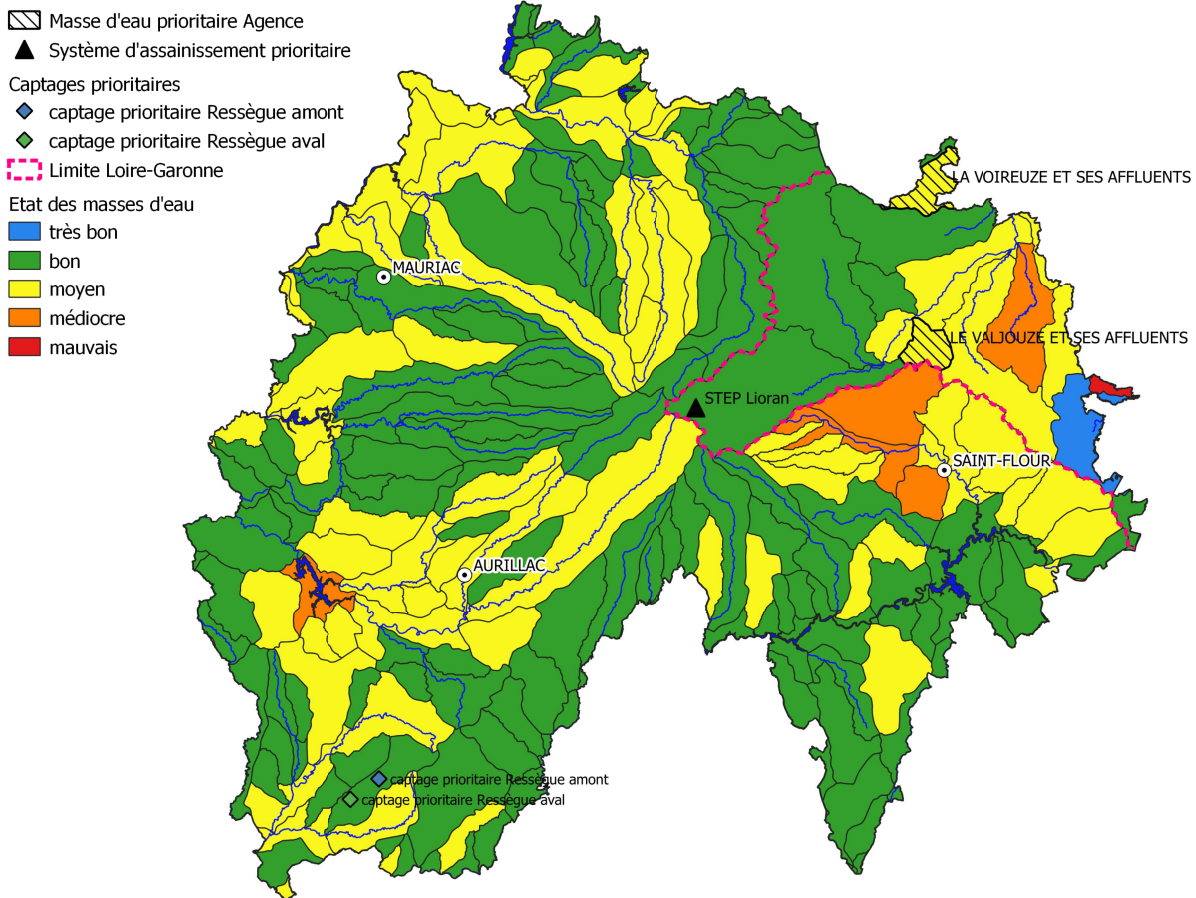 Masse d'eau prioritaire Agence
Système d'assainissement prioritaire
Captages prioritaires
captage prioritaire Ressègue amont
captage prioritaire Ressègue aval
Limite Loire-Garonne
Etat des masses d'eau
très bon
bon
moyen
médiocre
mauvais
LA VOIREUZE ET SES AFFLUENTS
MAURIAC
LE VALJOUZE ET SES AFFLUENTS
STEP Lioran
SAINT-FLOUR
AURILLAC
captage prioritaire Ressègue amont
captage prioritaire Ressègue aval